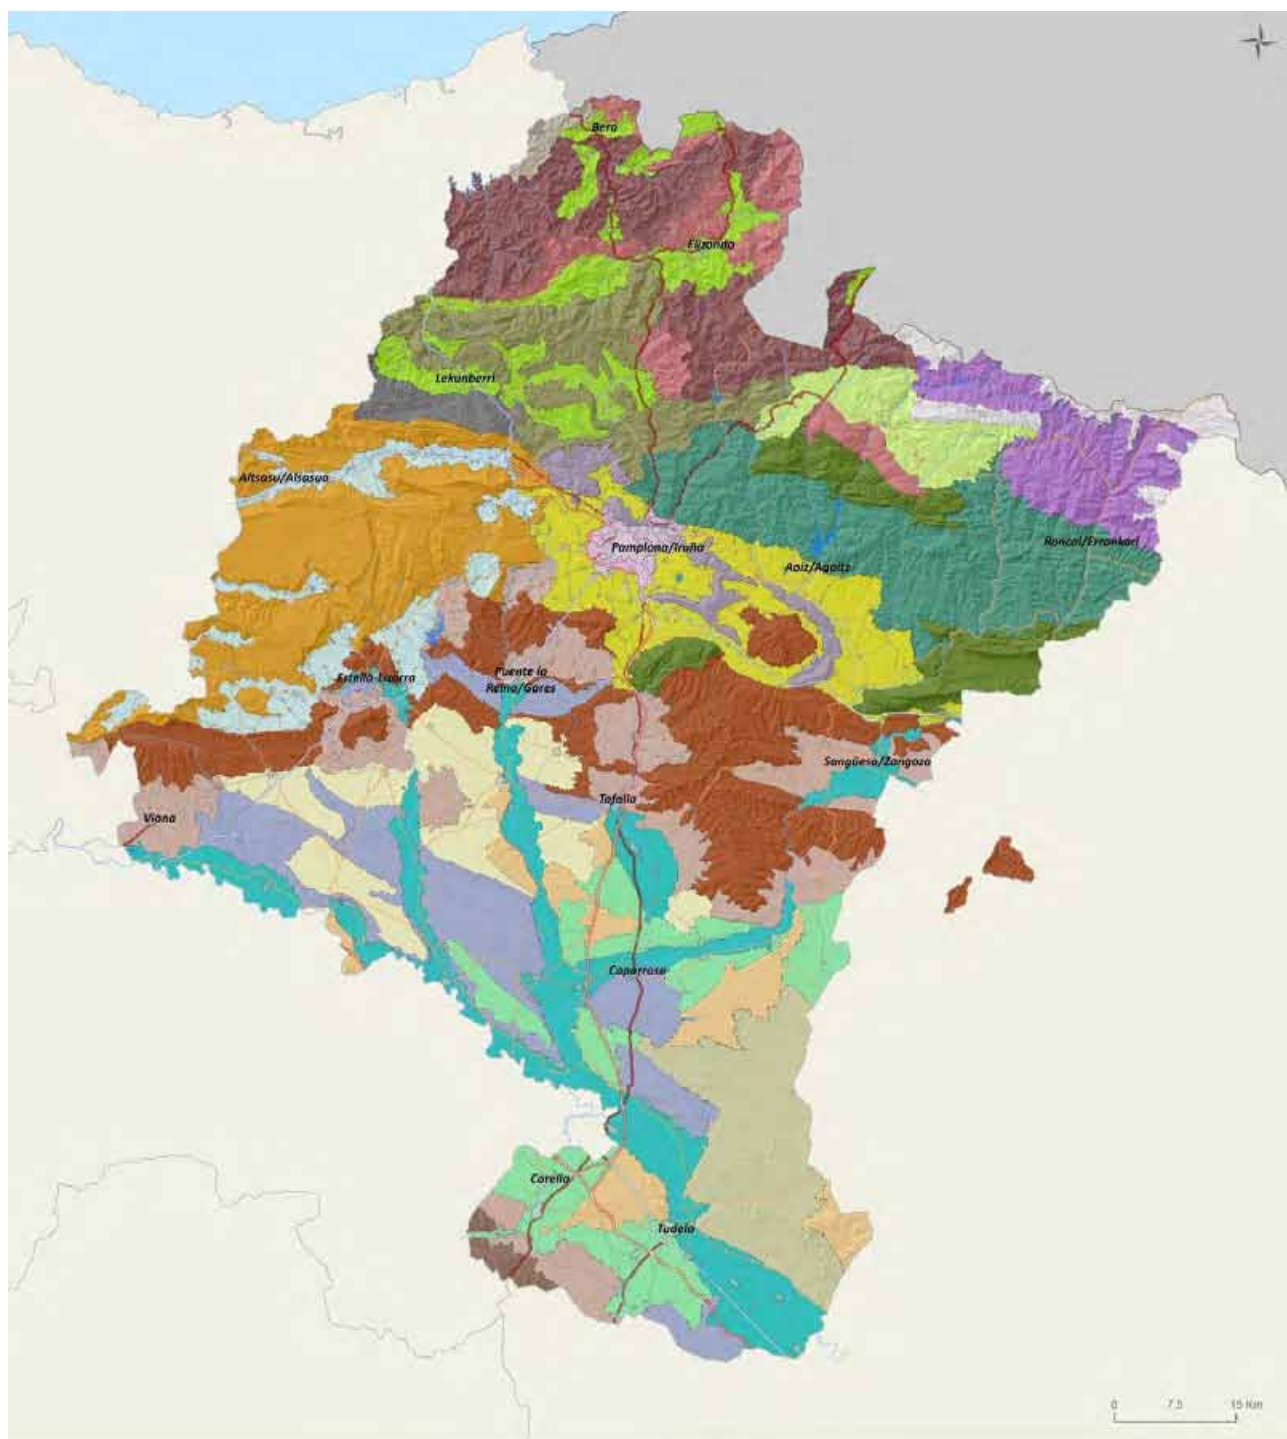 Bera
Elizondo
Lekunberri
Altsasu/Alsasua
Pamplona/Iruña
Roncal/Erronkari
Aoiz/Agoitz
Estella-Lizarra
Puente la
Reina/Gares
Sangüesa/Zangoza
Tafalla
Viana
Caparroso
Corella
Tudela
0 7.5 15 Km